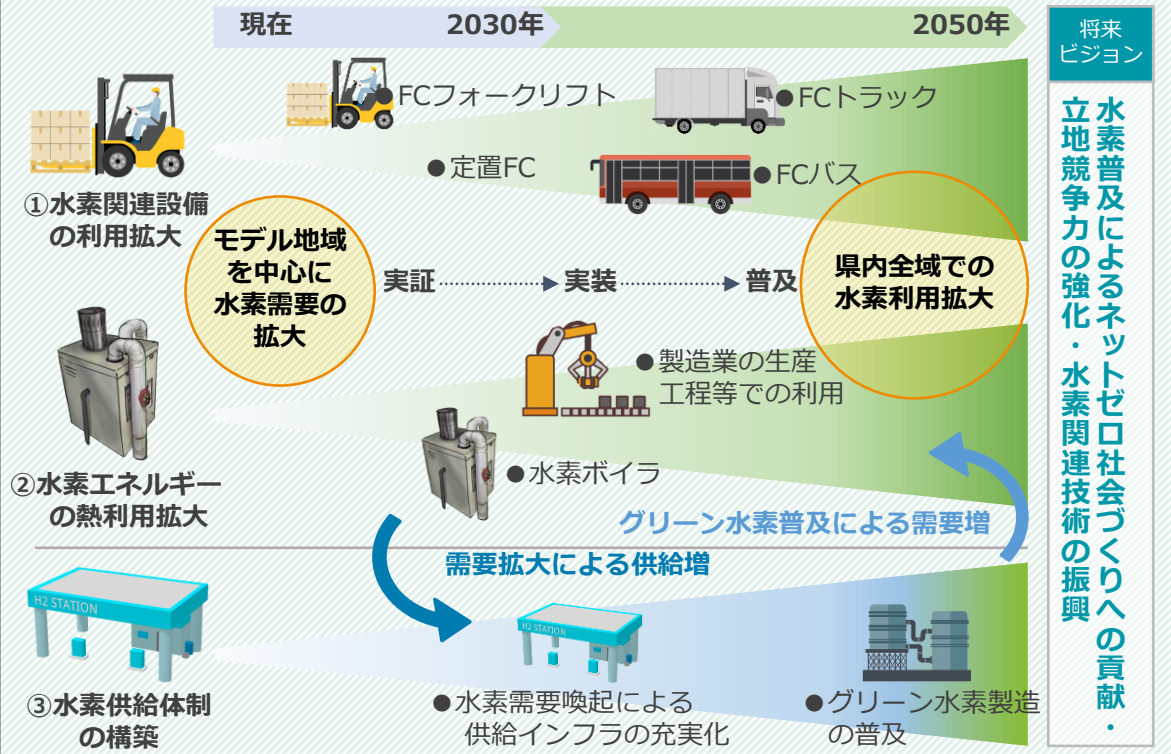 現在
2030年
2050年
将来
ビジョン
水素普及によるネットゼロ社会づくりへの貢献・
立地競争力の強化・水素関連技術の振興
①水素関連設備
の利用拡大
●FCフォークリフト
●FCトラック
●定置FC
●FCバス
モデル地域
を中心に
水素需要の
拡大
実証
実装
普及
県内全域での
水素利用拡大
②水素エネルギー
の熱利用拡大
●製造業の生産
工程等での利用
●水素ボイラ
グリーン水素普及による需要増
需要拡大による供給増
③水素供給体制
の構築
H2 STATION
H2 STATION
●水素需要喚起による
供給インフラの充実化
●グリーン水素製造
の普及